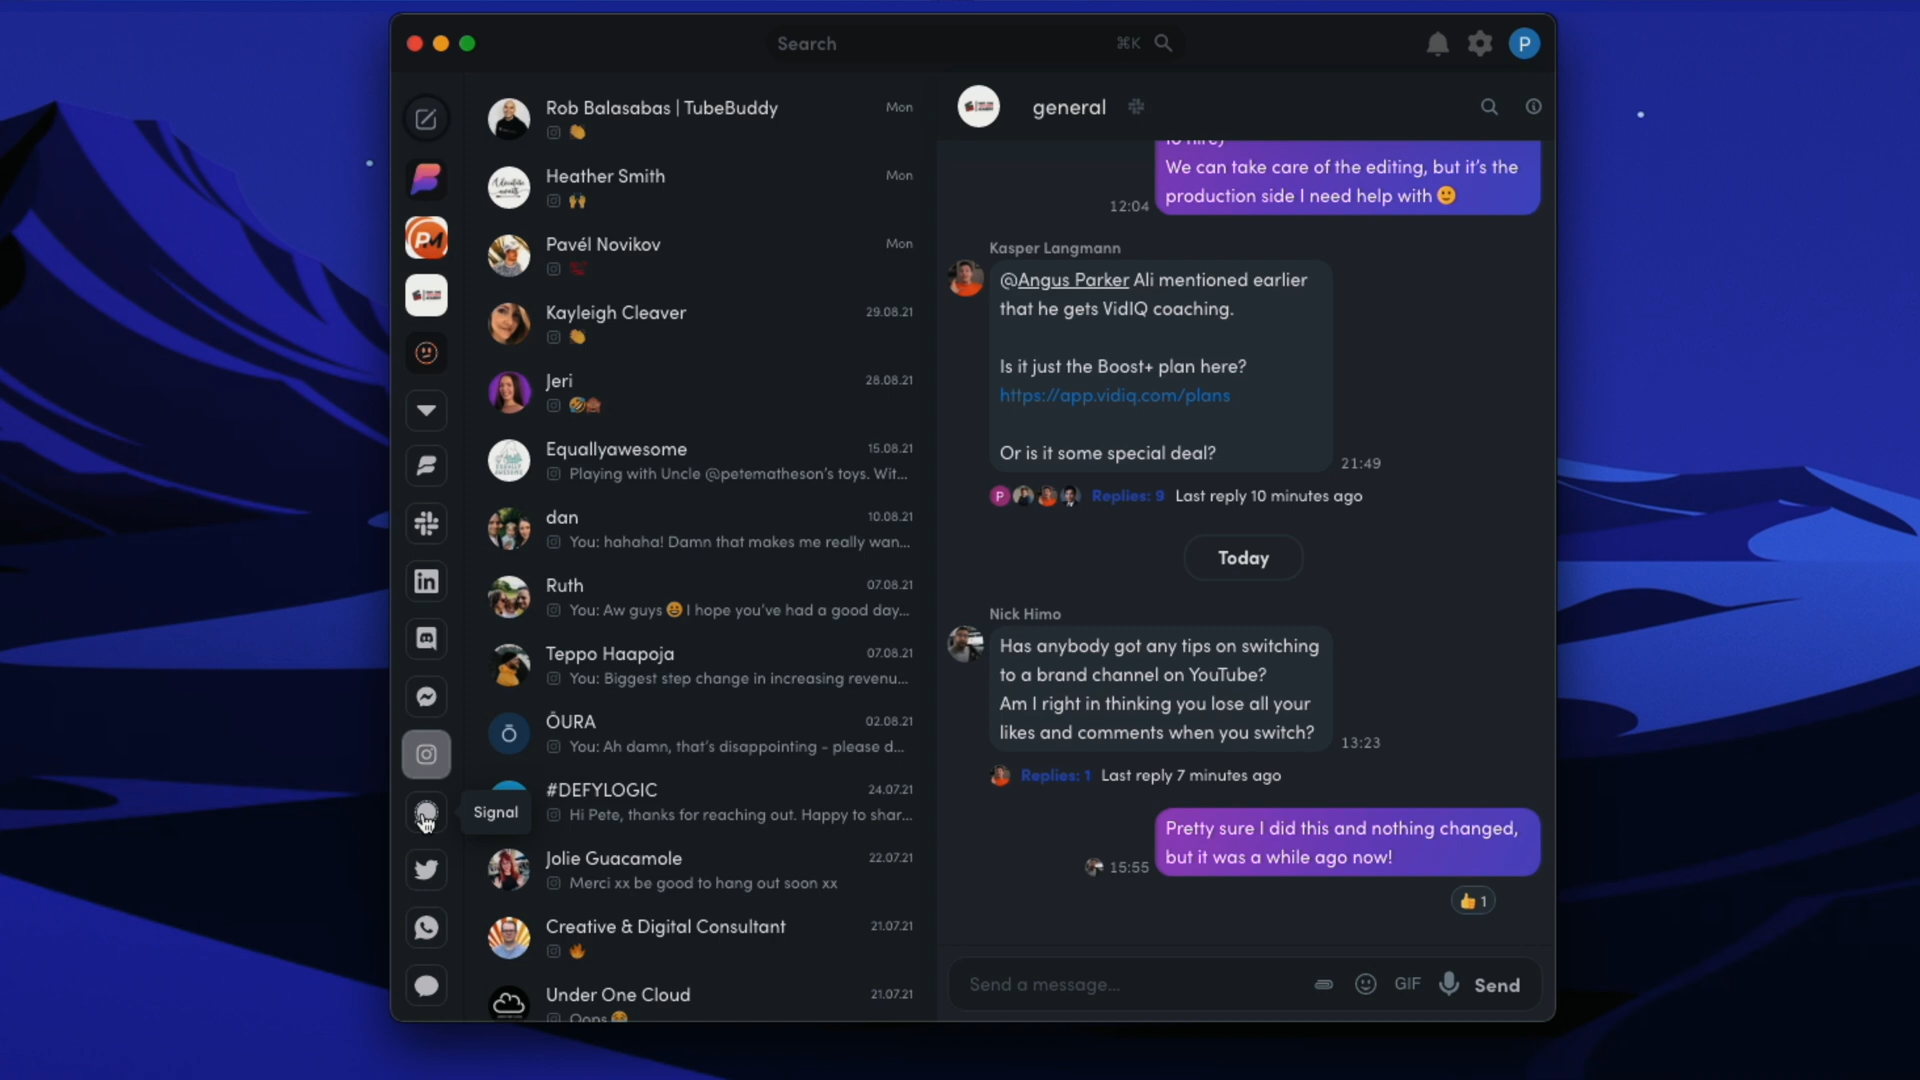 Search
⌘K
P
Rob Balasabas | TubeBuddy
Mon
Heather Smith
Mon
Pavél Novikov
Mon
Kayleigh Cleaver
29.08.21
Jeri
28.08.21
Equallyawesome
15.08.21
Playing with Uncle @petematheson's toys. Wit...
dan
10.08.21
You: hahaha! Damn that makes me really wan...
Ruth
07.08.21
You: Aw guys 😀 I hope you've had a good day...
Teppo Haapoja
07.08.21
You: Biggest step change in increasing revenu...
ŌURA
02.08.21
You: Ah damn, that's disappointing - please d...
#DEFYLOGIC
24.07.21
Hi Pete, thanks for reaching out. Happy to shar...
Jolie Guacamole
22.07.21
Merci xx be good to hang out soon xx
Creative & Digital Consultant
21.07.21
Under One Cloud
21.07.21
Oops
PM
in
Signal
general
to hire)
We can take care of the editing, but it's the
production side I need help with 🙂
12:04
Kasper Langmann
@Angus Parker Ali mentioned earlier
that he gets VidIQ coaching.
Is it just the Boost+ plan here?
https://app.vidiq.com/plans
Or is it some special deal?
21:49
P
Replies: 9 Last reply 10 minutes ago
Today
Nick Himo
Has anybody got any tips on switching
to a brand channel on YouTube?
Am I right in thinking you lose all your
likes and comments when you switch?
13:23
Replies: 1 Last reply 7 minutes ago
Pretty sure I did this and nothing changed,
but it was a while ago now!
15:55
👍 1
Send a message...
GIF
Send